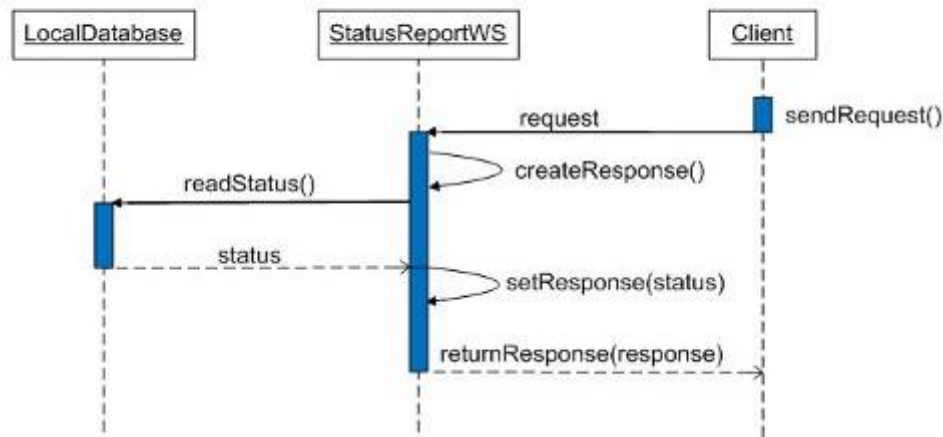 LocalDatabase
StatusReportWS
Client
sendRequest()
request
createResponse()
readStatus()
status
setResponse(status)
returnResponse(response)